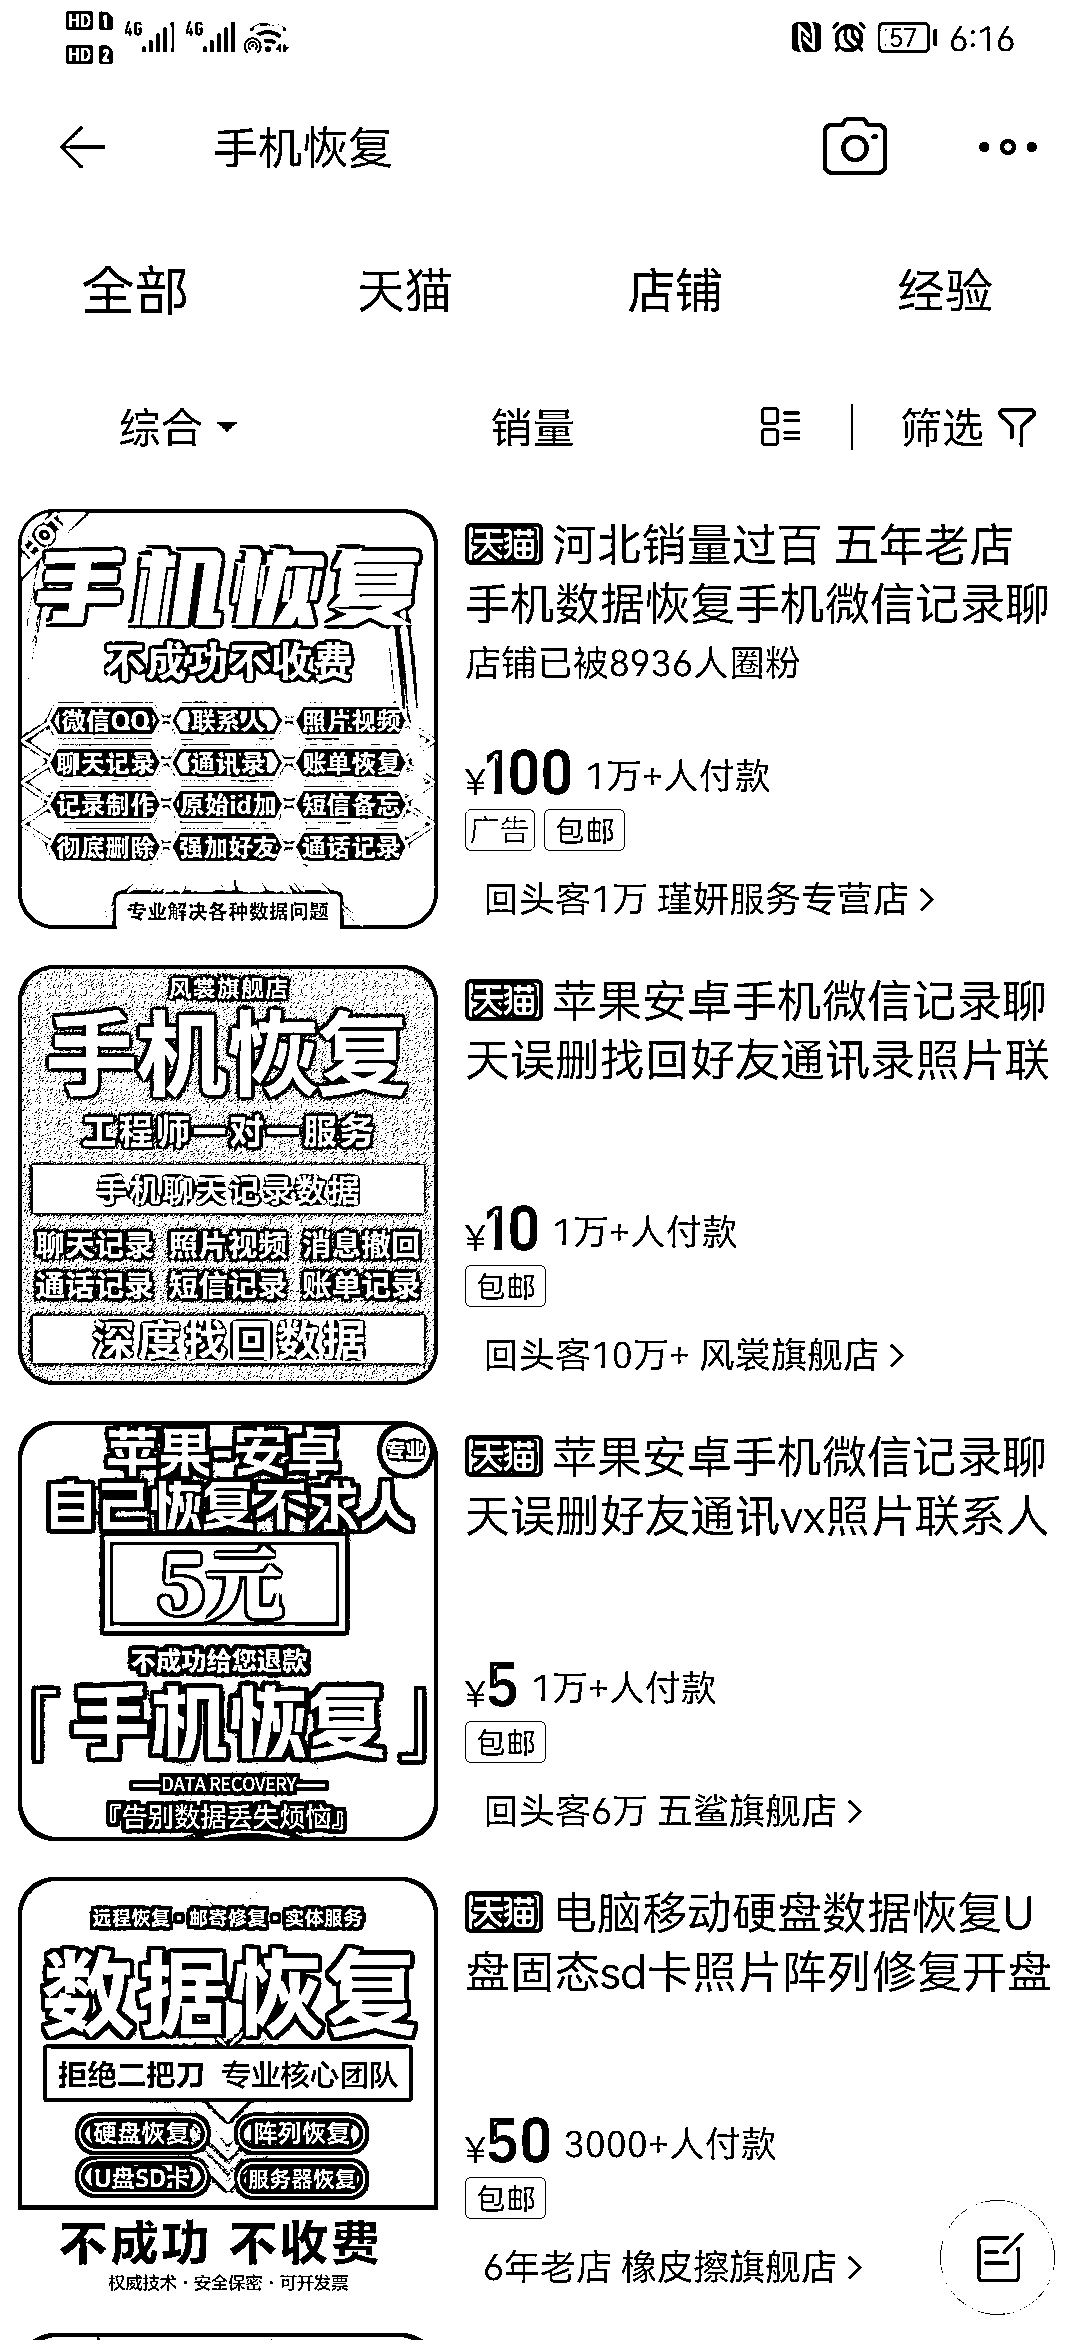 HD 1 4G 4G 57 6:16
HD 2
手机恢复
全部 天猫 店铺 经验
综合 销量 筛选
HOT
手机恢复
不成功不收费
微信QQ 联系人 照片视频
聊天记录 通讯录 账单恢复
记录制作 原始id加 短信备忘
彻底删除 强加好友 通话记录
专业解决各种数据问题
天猫 河北销量过百 五年老店
手机数据恢复手机微信记录聊
店铺已被8936人圈粉
¥100 1万+人付款
广告 包邮
回头客1万 瑾妍服务专营店
风裳旗舰店
手机恢复
工程师一对一服务
手机聊天记录数据
聊天记录 照片视频 消息撤回
通话记录 短信记录 账单记录
深度找回数据
天猫 苹果安卓手机微信记录聊
天误删找回好友通讯录照片联
¥10 1万+人付款
包邮
回头客10万+ 风裳旗舰店
苹果-安卓
专业
自己恢复不求人
5元
不成功给您退款
「手机恢复」
DATA RECOVERY
『告别数据丢失烦恼』
天猫 苹果安卓手机微信记录聊
天误删好友通讯vx照片联系人
¥5 1万+人付款
包邮
回头客6万 五鲨旗舰店
远程恢复·邮寄修复·实体服务
数据恢复
拒绝二把刀 专业核心团队
硬盘恢复 阵列恢复
U盘SD卡 服务器恢复
不成功 不收费
权威技术·安全保密·可开发票
天猫 电脑移动硬盘数据恢复U
盘固态sd卡照片阵列修复开盘
¥50 3000+人付款
包邮
6年老店 橡皮擦旗舰店